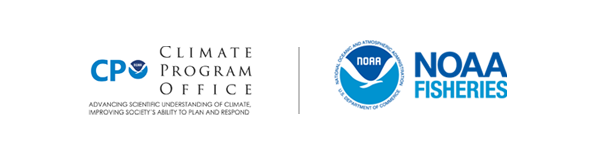 CPO
CLIMATE
PROGRAM
OFFICE
ADVANCING SCIENTIFIC UNDERSTANDING OF CLIMATE,
IMPROVING SOCIETY'S ABILITY TO PLAN AND RESPOND
NATIONAL OCEANIC AND ATMOSPHERIC ADMINISTRATION
NOAA
U.S. DEPARTMENT OF COMMERCE
NOAA
FISHERIES